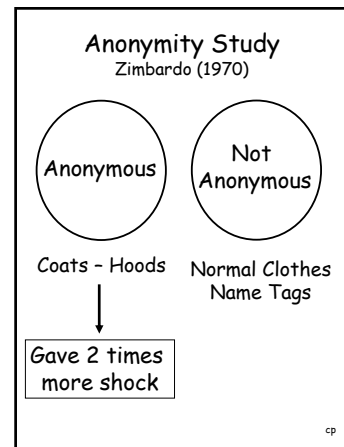 Anonymity Study
Zimbardo (1970)
Anonymous
Not
Anonymous
Coats – Hoods
Normal Clothes
Name Tags
Gave 2 times
more shock
cp